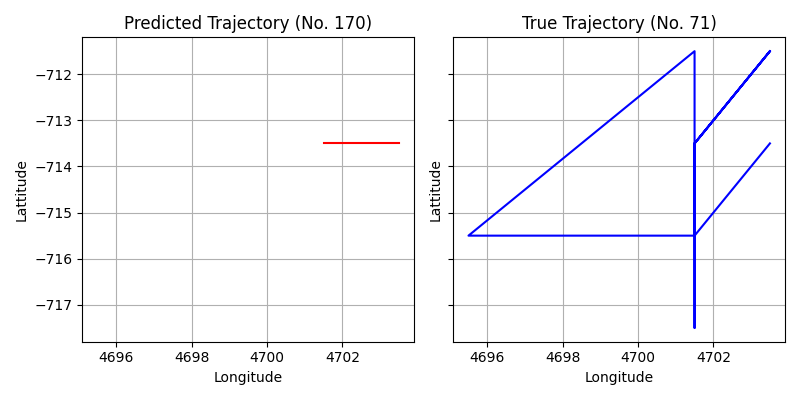 Predicted Trajectory (No. 170)
True Trajectory (No. 71)
−712
−713
−714
−715
−716
−717
Lattitude
Lattitude
4696
4698
4700
4702
4696
4698
4700
4702
Longitude
Longitude